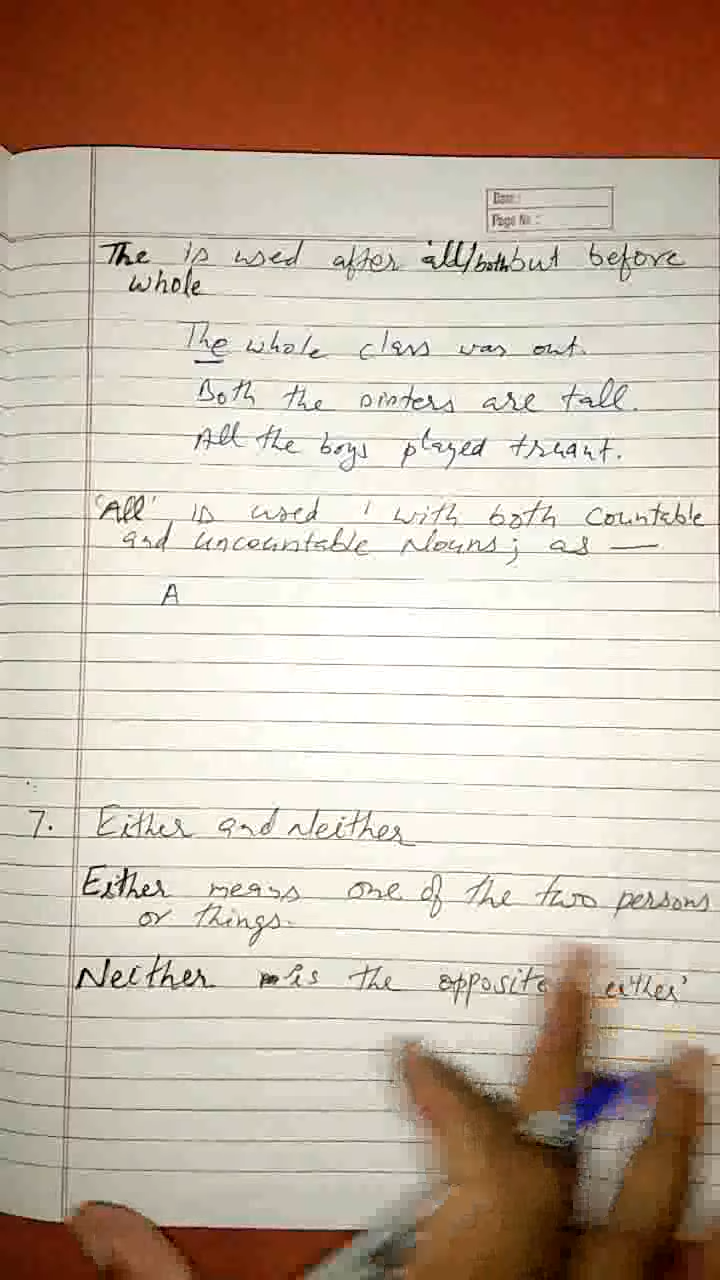 Date :
Page No :
The is used after all/both but before
whole
The whole class was out.
Both the sisters are tall.
All the boys played truant.
'All' is used with both countable
and uncountable Nouns; as —
A
7. Either and Neither
Either means one of the two persons
or things.
Neither is the opposite either'